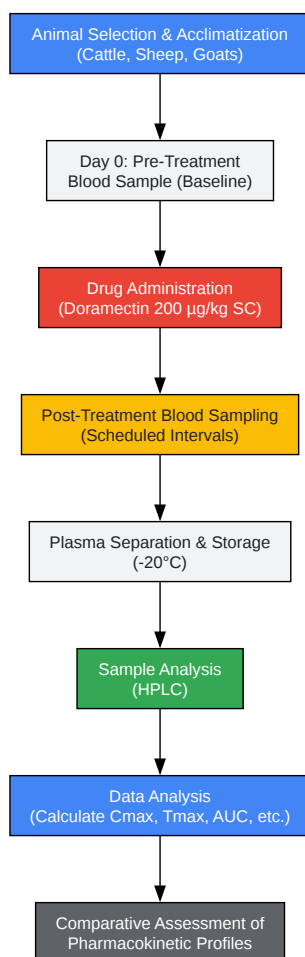 Animal Selection & Acclimatization
(Cattle, Sheep, Goats)
Day 0: Pre-Treatment
Blood Sample (Baseline)
Drug Administration
(Doramectin 200 µg/kg SC)
Post-Treatment Blood Sampling
(Scheduled Intervals)
Plasma Separation & Storage
(-20°C)
Sample Analysis
(HPLC)
Data Analysis
(Calculate Cmax, Tmax, AUC, etc.)
Comparative Assessment of
Pharmacokinetic Profiles